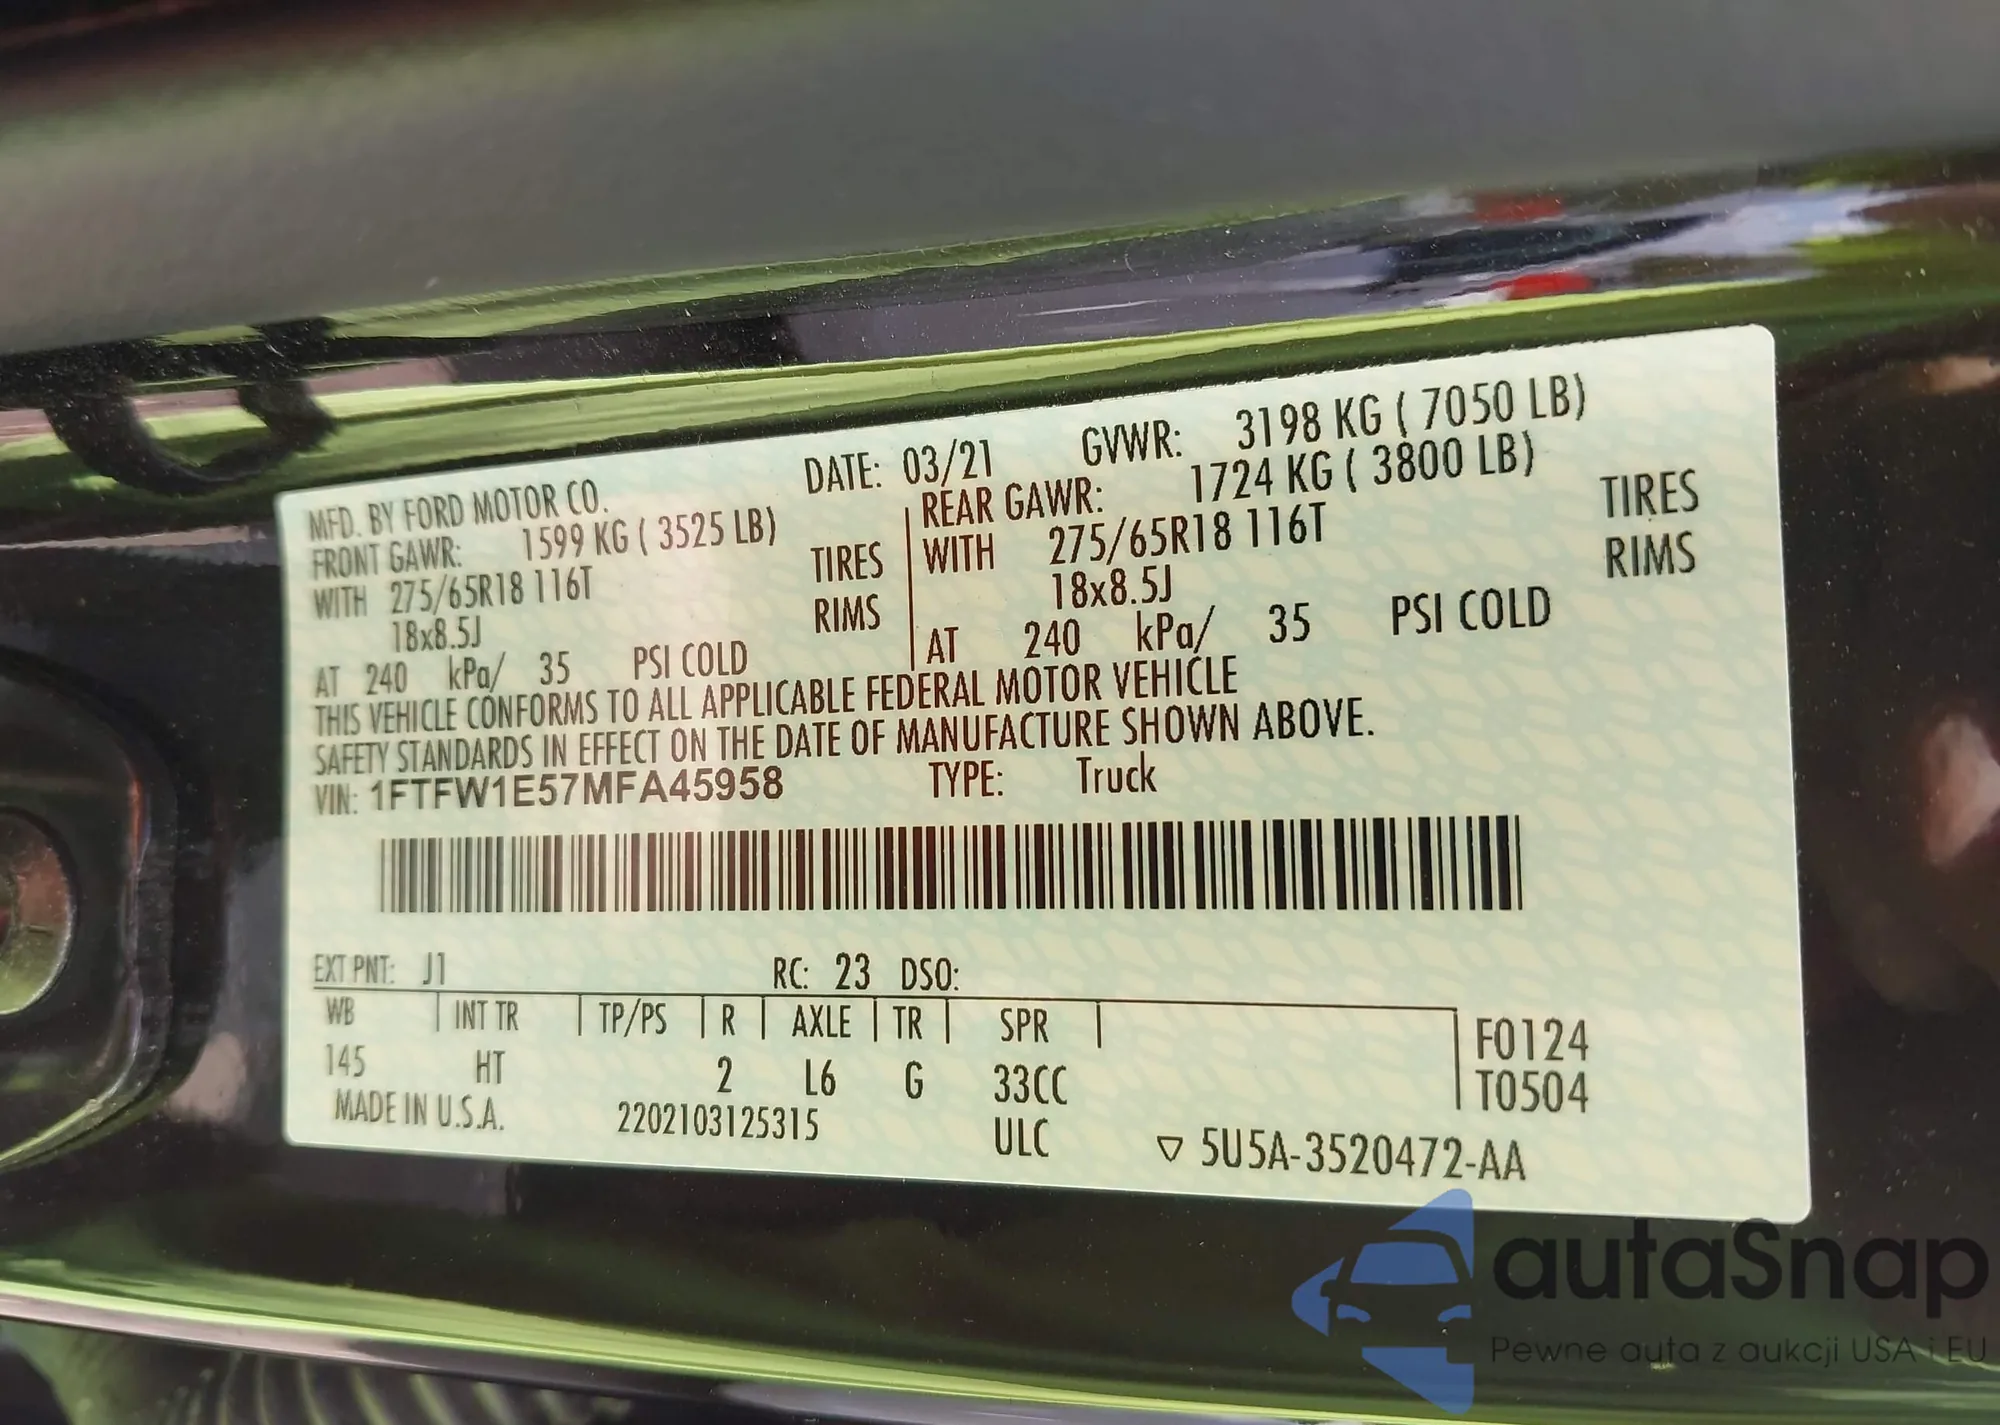 MFD. BY FORD MOTOR CO. DATE: 03/21 GVWR: 3198 KG ( 7050 LB)
FRONT GAWR: 1599 KG ( 3525 LB) REAR GAWR: 1724 KG ( 3800 LB)
WITH 275/65R18 116T TIRES WITH 275/65R18 116T TIRES
18x8.5J RIMS 18x8.5J RIMS
AT 240 kPa/ 35 PSI COLD AT 240 kPa/ 35 PSI COLD
THIS VEHICLE CONFORMS TO ALL APPLICABLE FEDERAL MOTOR VEHICLE
SAFETY STANDARDS IN EFFECT ON THE DATE OF MANUFACTURE SHOWN ABOVE.
VIN: 1FTFW1E57MFA45958 TYPE: Truck
EXT PNT: J1 RC: 23 DSO:
WB INT TR TP/PS R AXLE TR SPR F0124
145 HT 2 L6 G 33CC T0504
MADE IN U.S.A. 2202103125315 ULC ▽ 5U5A-3520472-AA
autaSnap
Pewne auta z aukcji USA i EU